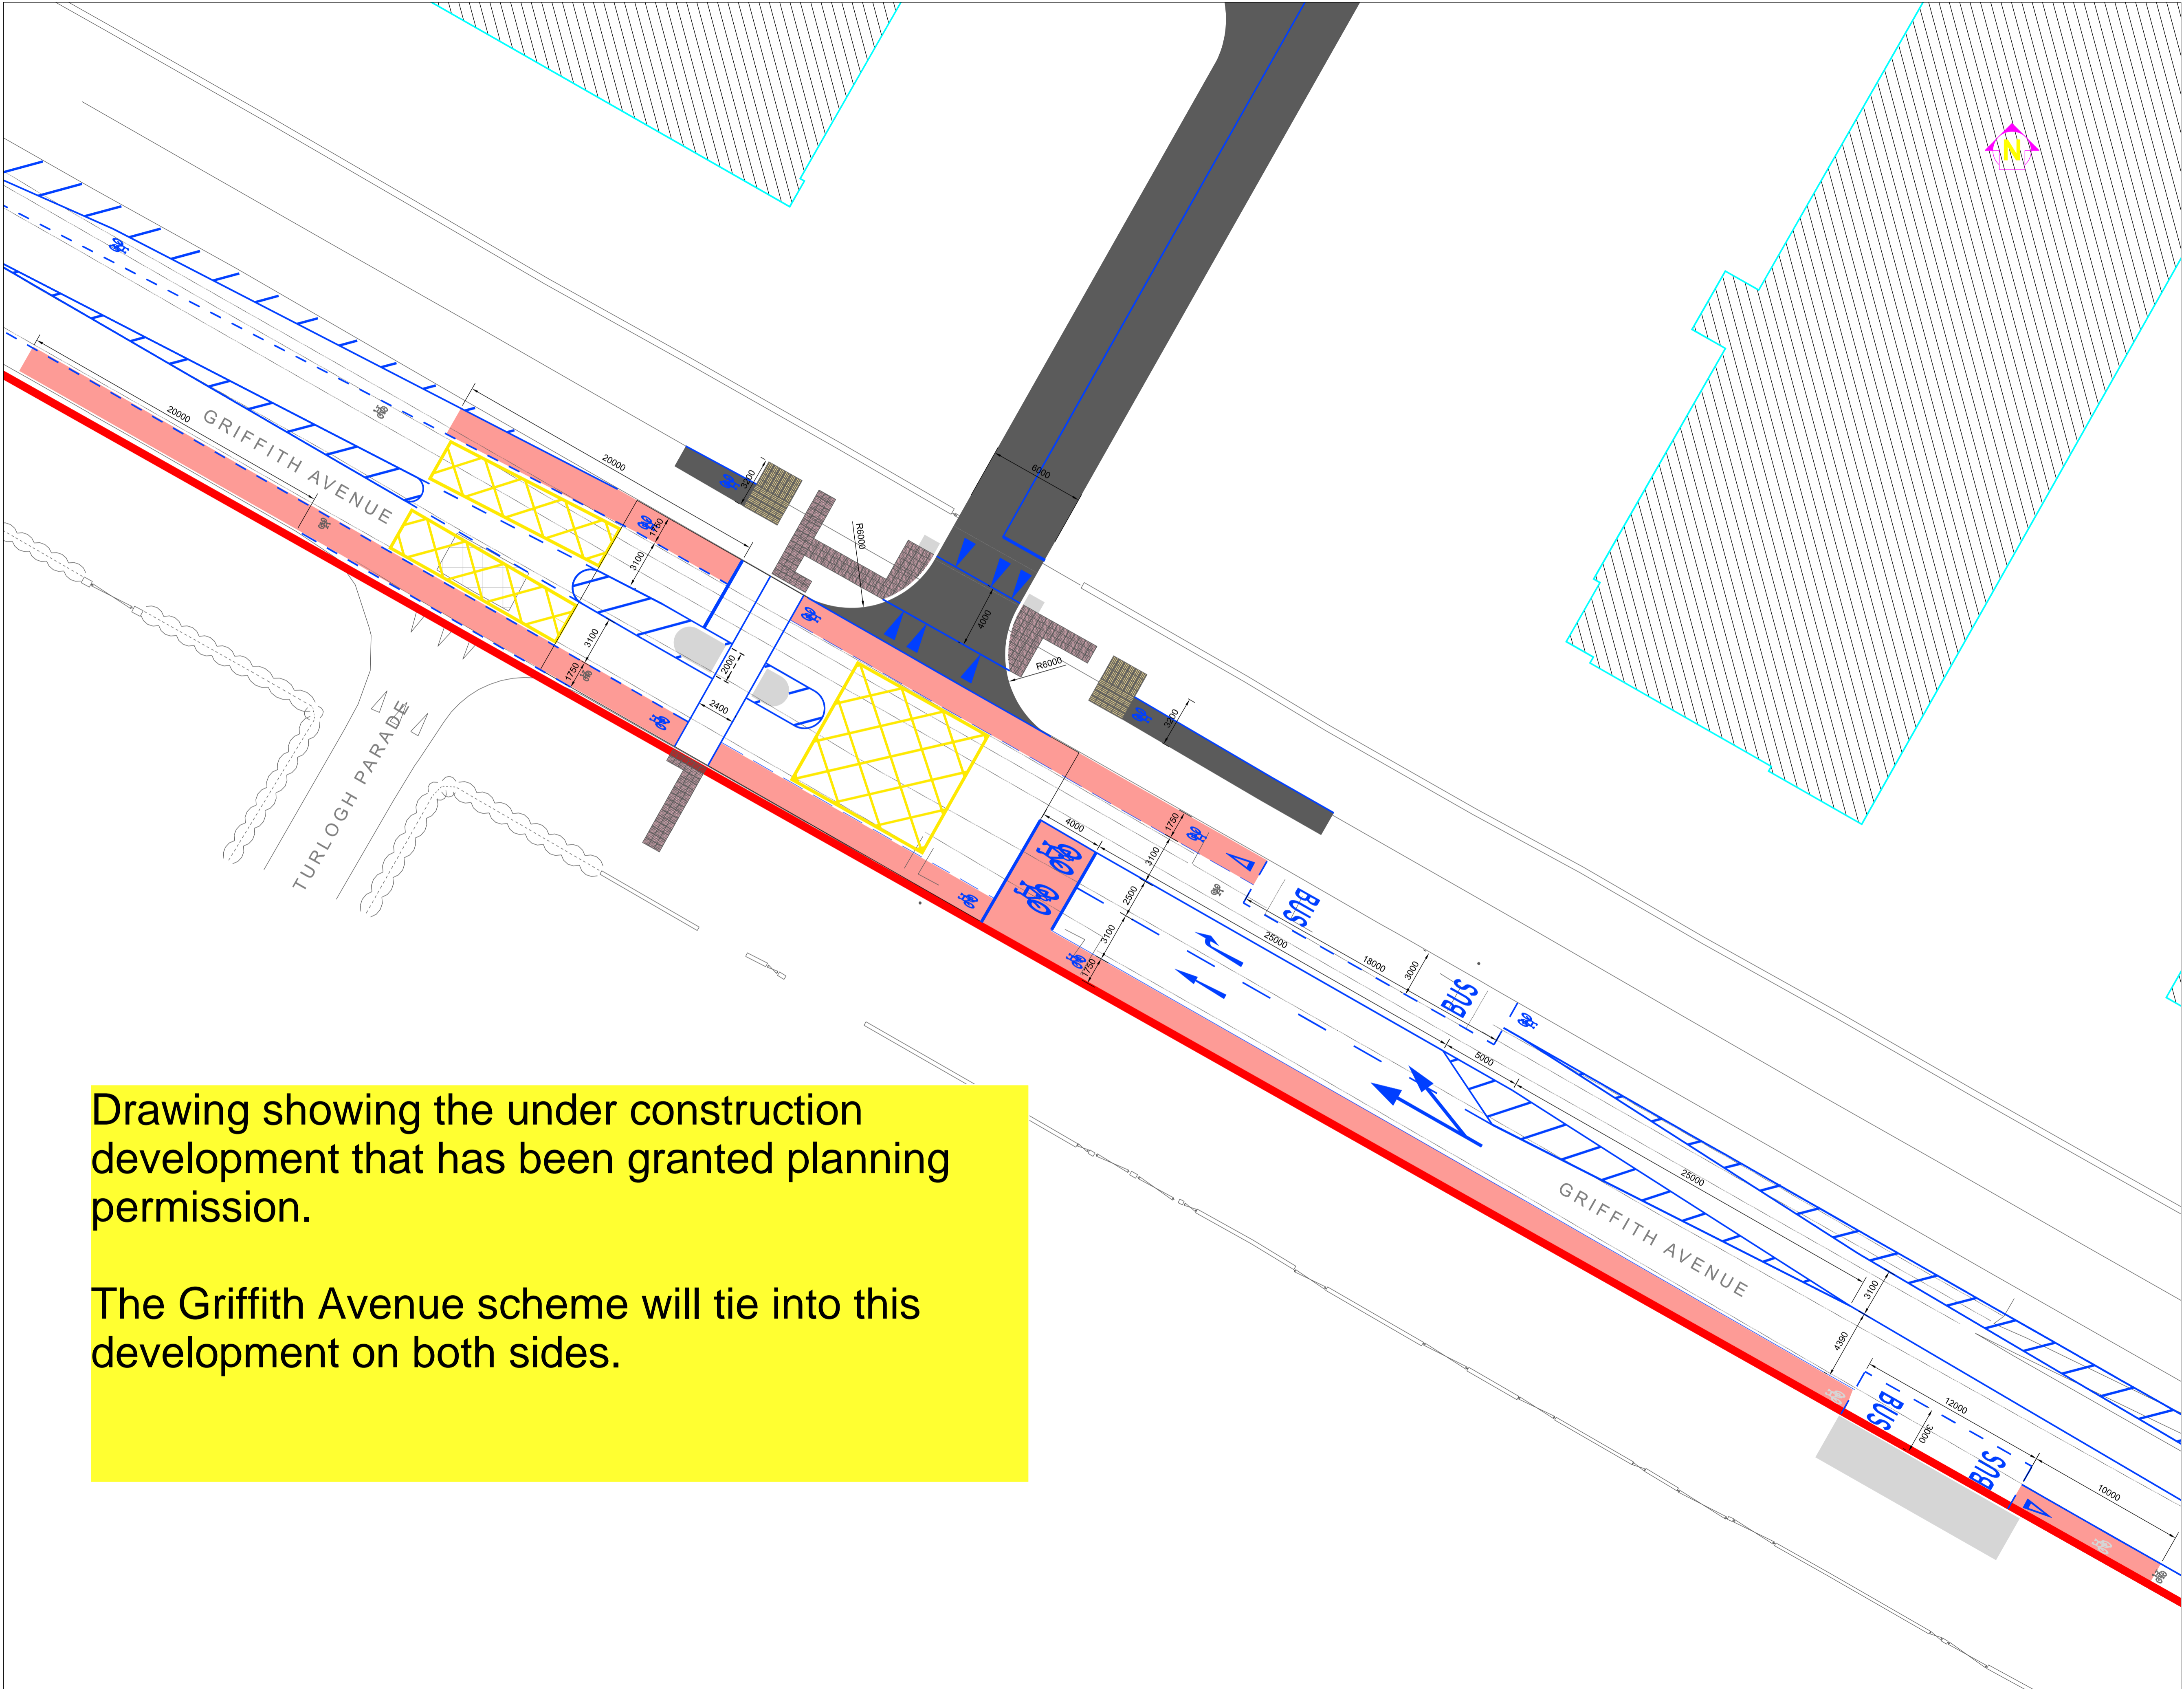 N
20000
GRIFFITH AVENUE
20000
3200
R6000
6000
1750
3100
4000
3100
1750
2000
2400
R6000
3200
TURLOGH PARADE
4000
1750
3100
2500
3100
1750
BUS
25000
18000
3000
BUS
5000
25000
GRIFFITH AVENUE
3100
4390
BUS
12000
3000
BUS
10000
Drawing showing the under construction
development that has been granted planning
permission.
The Griffith Avenue scheme will tie into this
development on both sides.